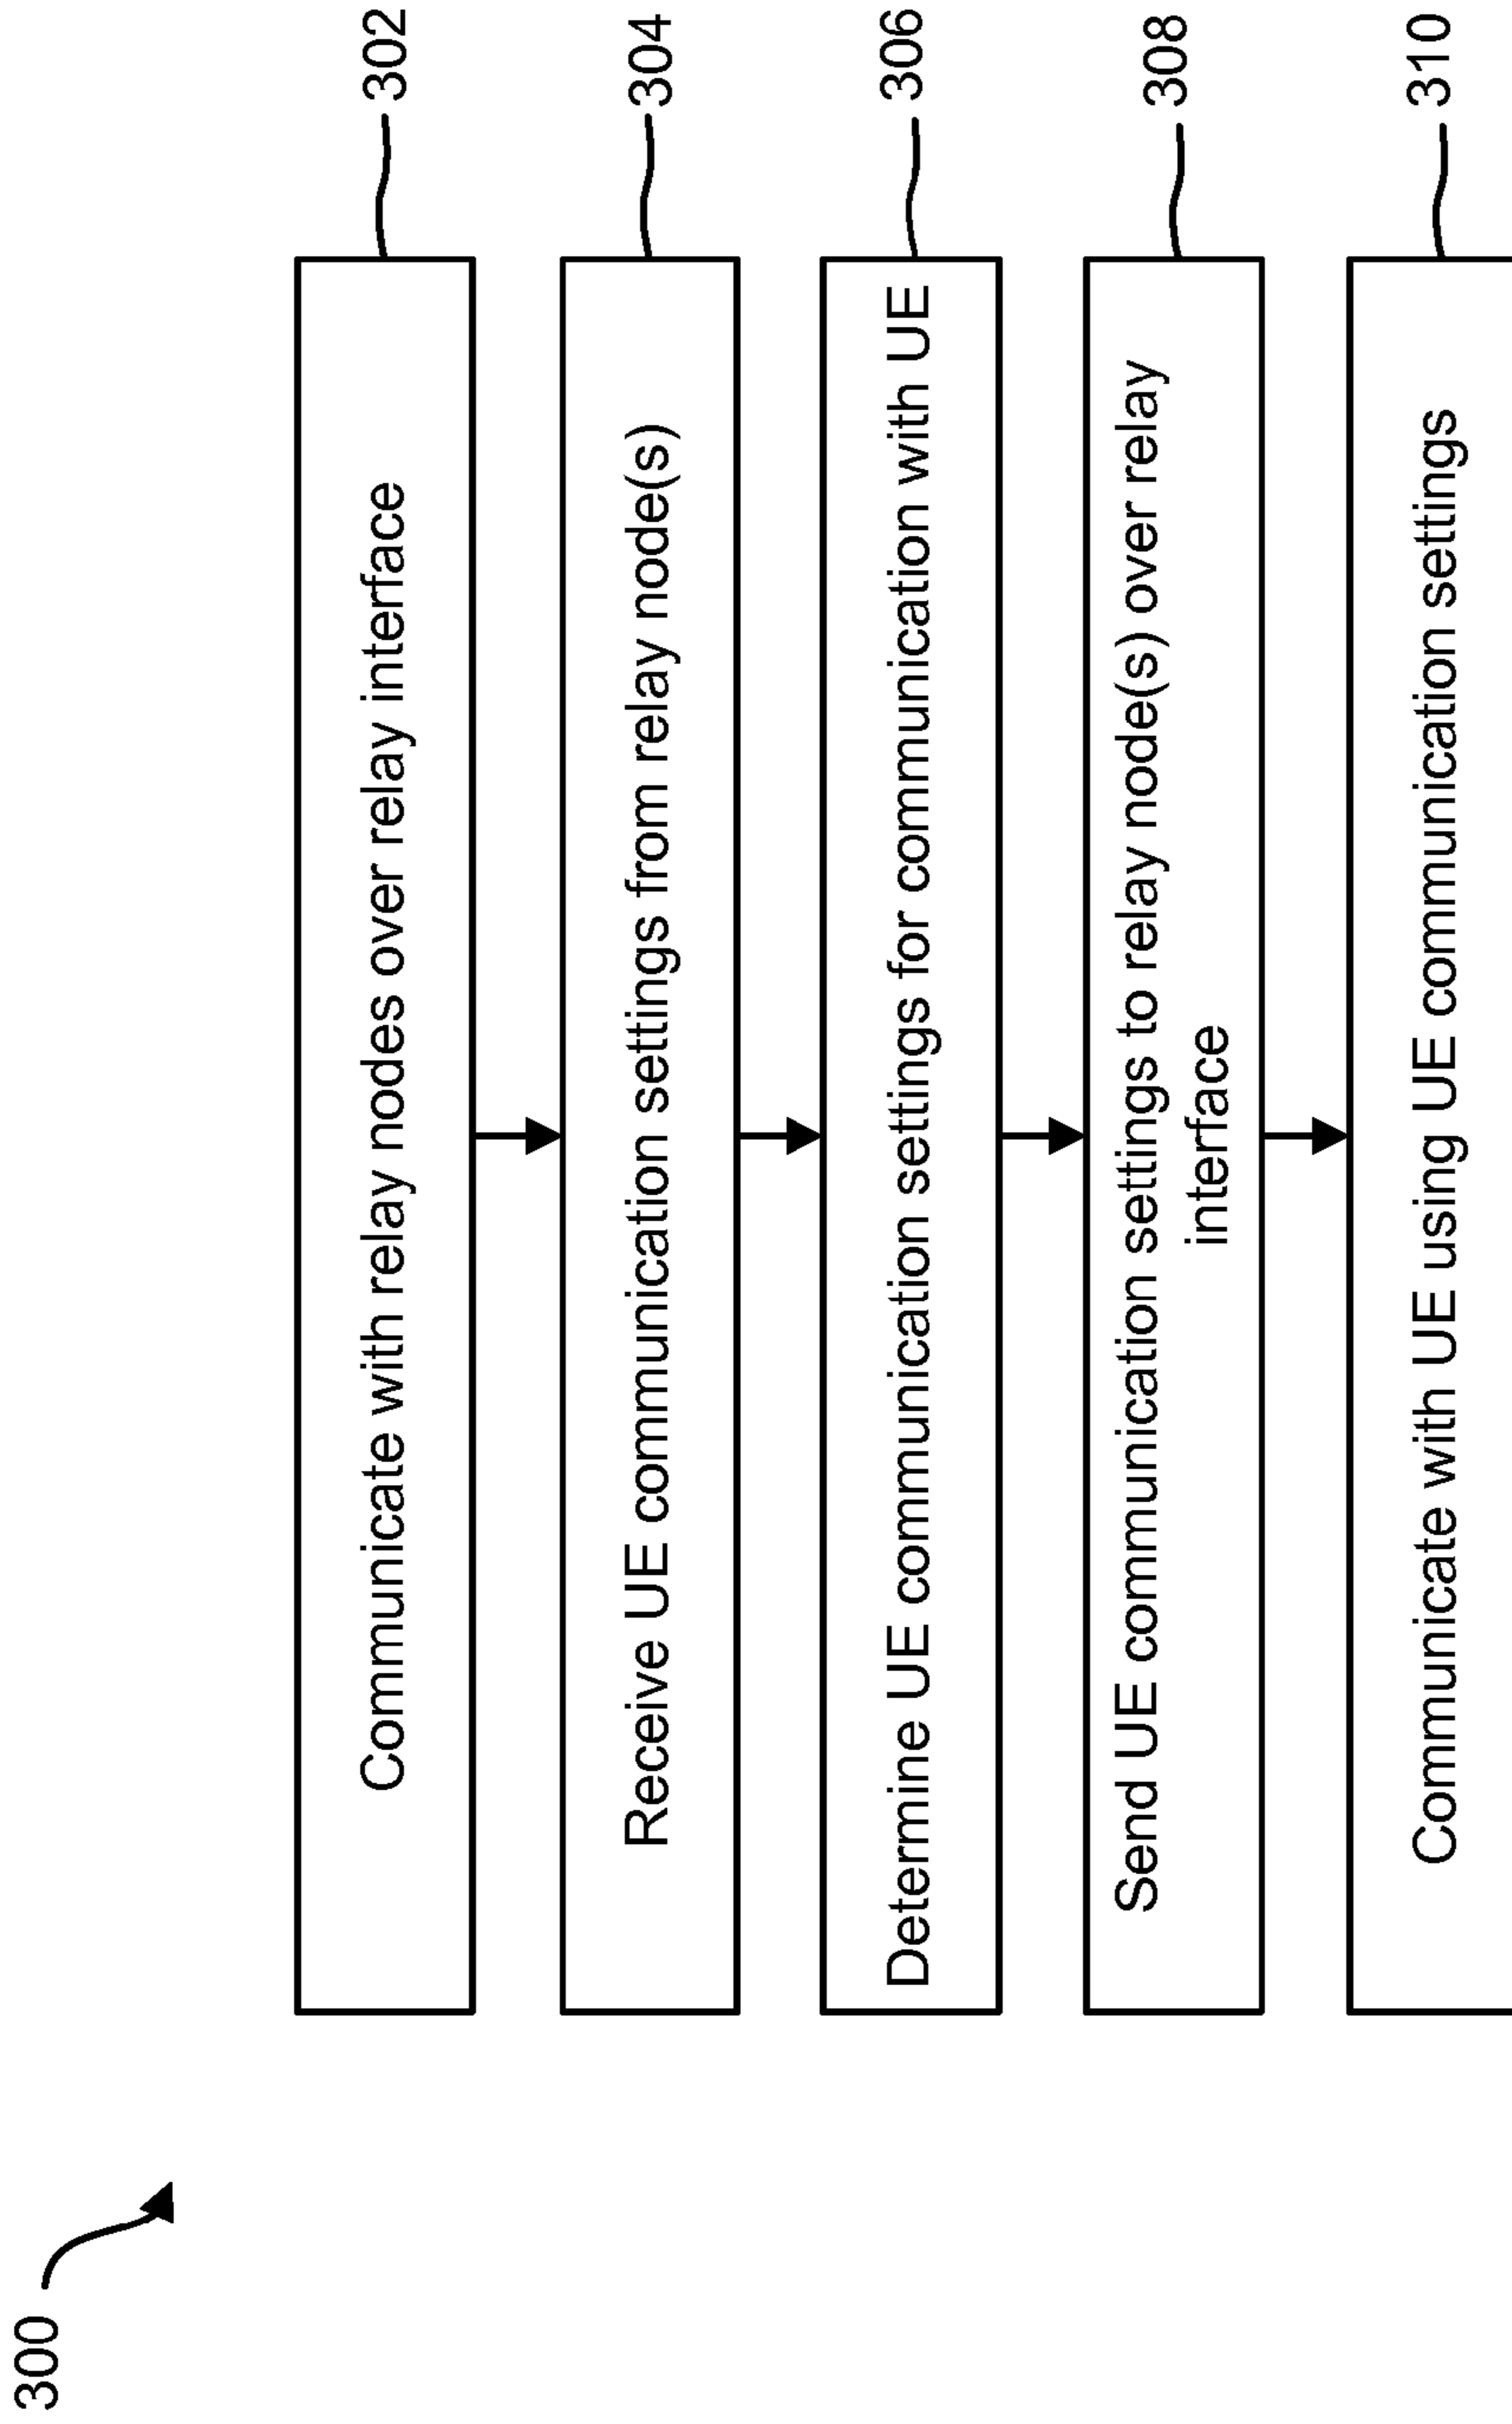 300
Communicate with relay nodes over relay interface
302
Receive UE communication settings from relay node(s)
304
Determine UE communication settings for communication with UE
306
Send UE communication settings to relay node(s) over relay
interface
308
Communicate with UE using UE communication settings
310